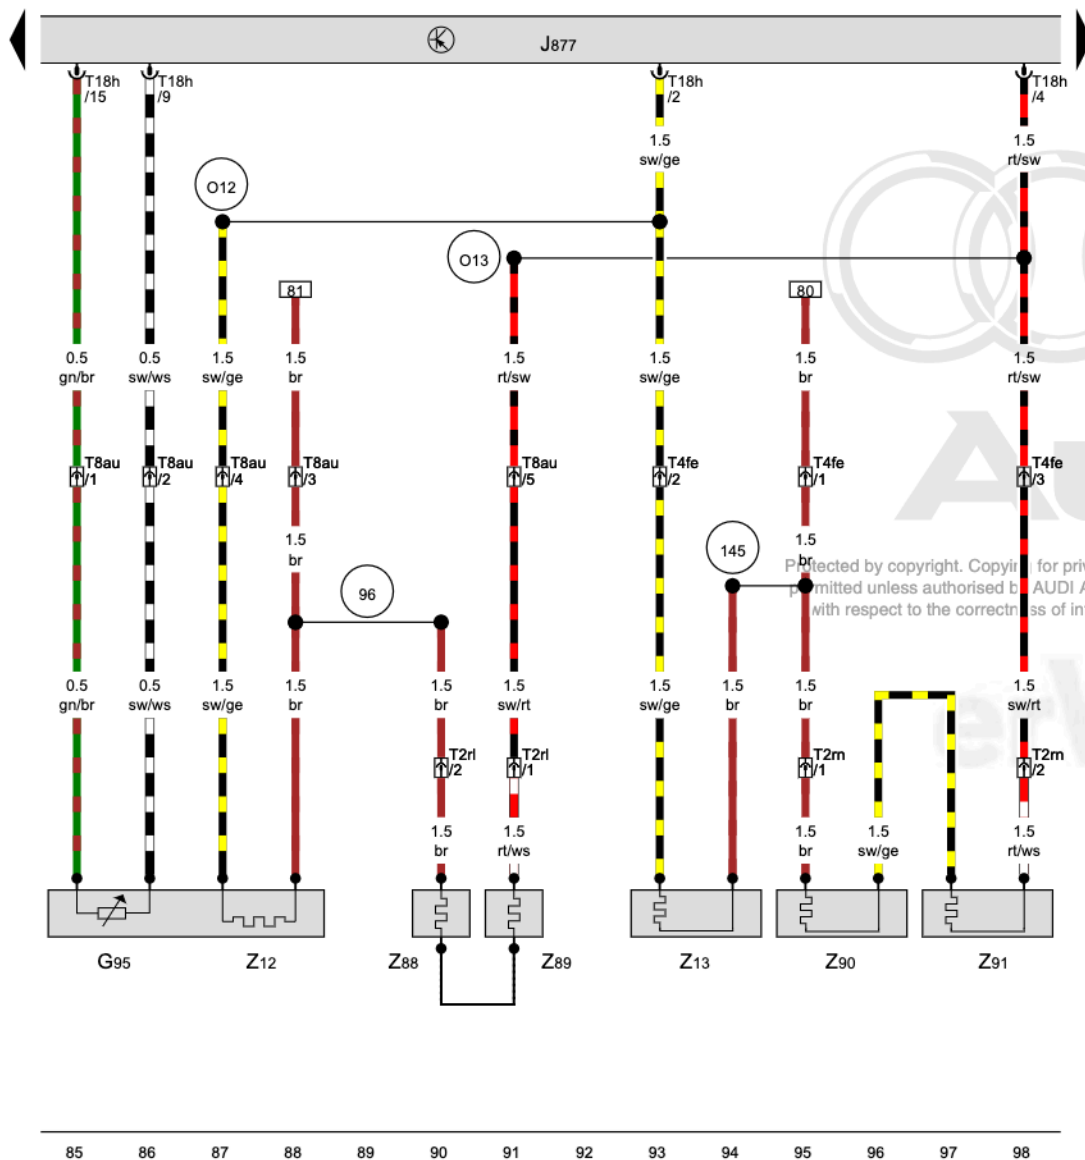 J877
T18h
/15
T18h
/9
T18h
/2
T18h
/4
1.5
sw/ge
1.5
rt/sw
O12
O13
81
80
0.5
gn/br
0.5
sw/ws
1.5
sw/ge
1.5
br
1.5
rt/sw
1.5
sw/ge
1.5
br
1.5
rt/sw
T8au
/1
T8au
/2
T8au
/4
T8au
/3
T8au
/5
T4fe
/2
T4fe
/1
T4fe
/3
1.5
br
145
1.5
br
Protected by copyright. Copying for priv
permitted unless authorised b AUDI A
with respect to the correctness of in
96
0.5
gn/br
0.5
sw/ws
1.5
sw/ge
1.5
br
1.5
br
1.5
sw/rt
1.5
sw/ge
1.5
br
1.5
br
1.5
sw/rt
T2rl
/2
T2rl
/1
T2rn
/1
T2rn
/2
1.5
br
1.5
rt/ws
1.5
br
1.5
sw/ge
1.5
rt/ws
G95
Z12
Z88
Z89
Z13
Z90
Z91
85 86 87 88 89 90 91 92 93 94 95 96 97 98